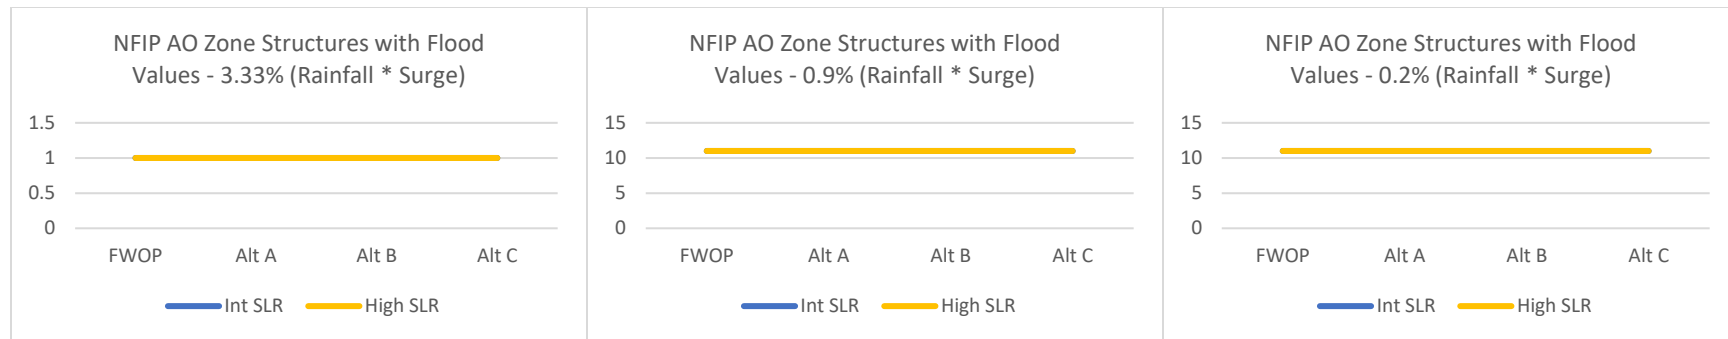 NFIP AO Zone Structures with Flood
Values - 3.33% (Rainfall * Surge)
1.5
1
0.5
0
FWOP Alt A Alt B Alt C
Int SLR High SLR
NFIP AO Zone Structures with Flood
Values - 0.9% (Rainfall * Surge)
15
10
5
0
FWOP Alt A Alt B Alt C
Int SLR High SLR
NFIP AO Zone Structures with Flood
Values - 0.2% (Rainfall * Surge)
15
10
5
0
FWOP Alt A Alt B Alt C
Int SLR High SLR